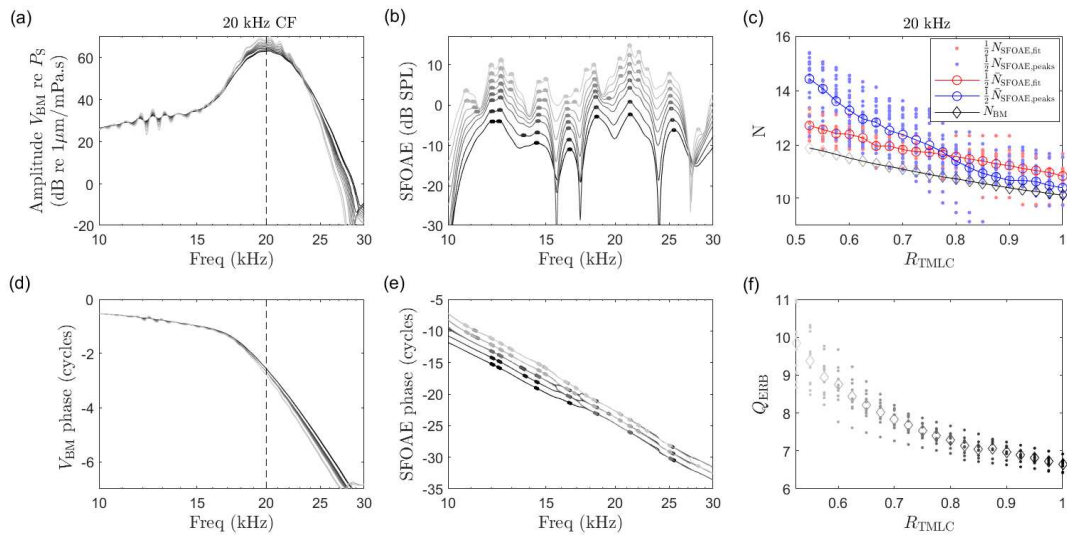 (a)
20 kHz CF
Amplitude V_BM re P_S
(dB re 1μm/mPa.s)
60
40
20
0
-20
10
15
20
25
30
Freq (kHz)
(b)
SFOAE (dB SPL)
20
10
0
-10
-20
-30
10
15
20
25
30
Freq (kHz)
(c)
20 kHz
N
16
14
12
10
0.5
0.6
0.7
0.8
0.9
1
R_TMLC
½N_SFOAE,fit
½N_SFOAE,peaks
½N̄_SFOAE,fit
½N̄_SFOAE,peaks
N_BM
(d)
V_BM phase (cycles)
0
-2
-4
-6
10
15
20
25
30
Freq (kHz)
(e)
SFOAE phase (cycles)
-5
-10
-15
-20
-25
-30
-35
10
15
20
25
30
Freq (kHz)
(f)
Q_ERB
11
10
9
8
7
6
0.6
0.7
0.8
0.9
1
R_TMLC